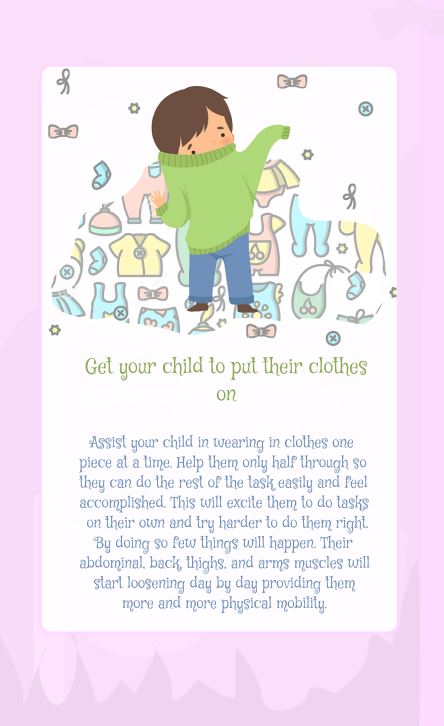 Get your child to put their clothes
on
Assist your child in wearing in clothes one
piece at a time. Help them only half through so
they can do the rest of the task easily and feel
accomplished. This will excite them to do tasks
on their own and try harder to do them right.
By doing so few things will happen. Their
abdominal, back, thighs, and arms muscles will
start loosening day by day providing them
more and more physical mobility.